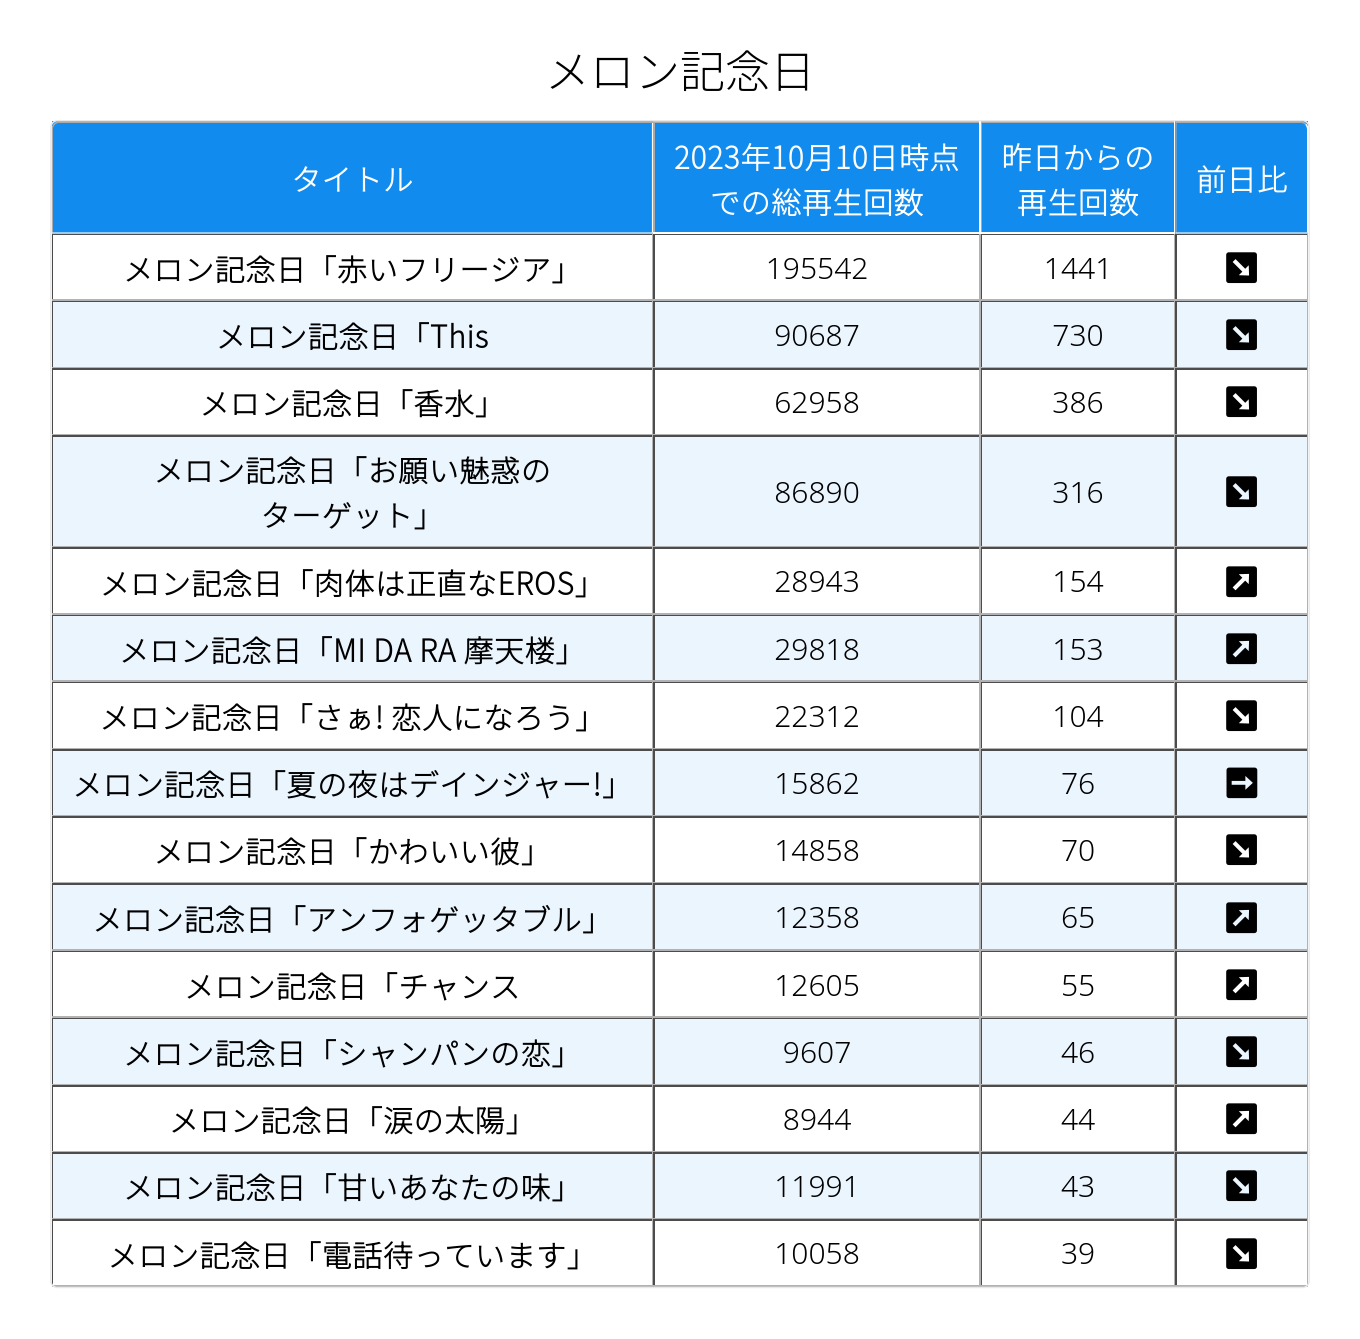 メロン記念日
タイトル
2023年10月10日時点
での総再生回数
昨日からの
再生回数
前日比
メロン記念日「赤いフリージア」 195542 1441 ↘
メロン記念日「This 90687 730 ↘
メロン記念日「香水」 62958 386 ↘
メロン記念日「お願い魅惑の
ターゲット」 86890 316 ↘
メロン記念日「肉体は正直なEROS」 28943 154 ↗
メロン記念日「MI DA RA 摩天楼」 29818 153 ↗
メロン記念日「さぁ! 恋人になろう」 22312 104 ↘
メロン記念日「夏の夜はデインジャー!」 15862 76 →
メロン記念日「かわいい彼」 14858 70 ↘
メロン記念日「アンフォゲッタブル」 12358 65 ↗
メロン記念日「チャンス 12605 55 ↗
メロン記念日「シャンパンの恋」 9607 46 ↘
メロン記念日「涙の太陽」 8944 44 ↗
メロン記念日「甘いあなたの味」 11991 43 ↘
メロン記念日「電話待っています」 10058 39 ↘